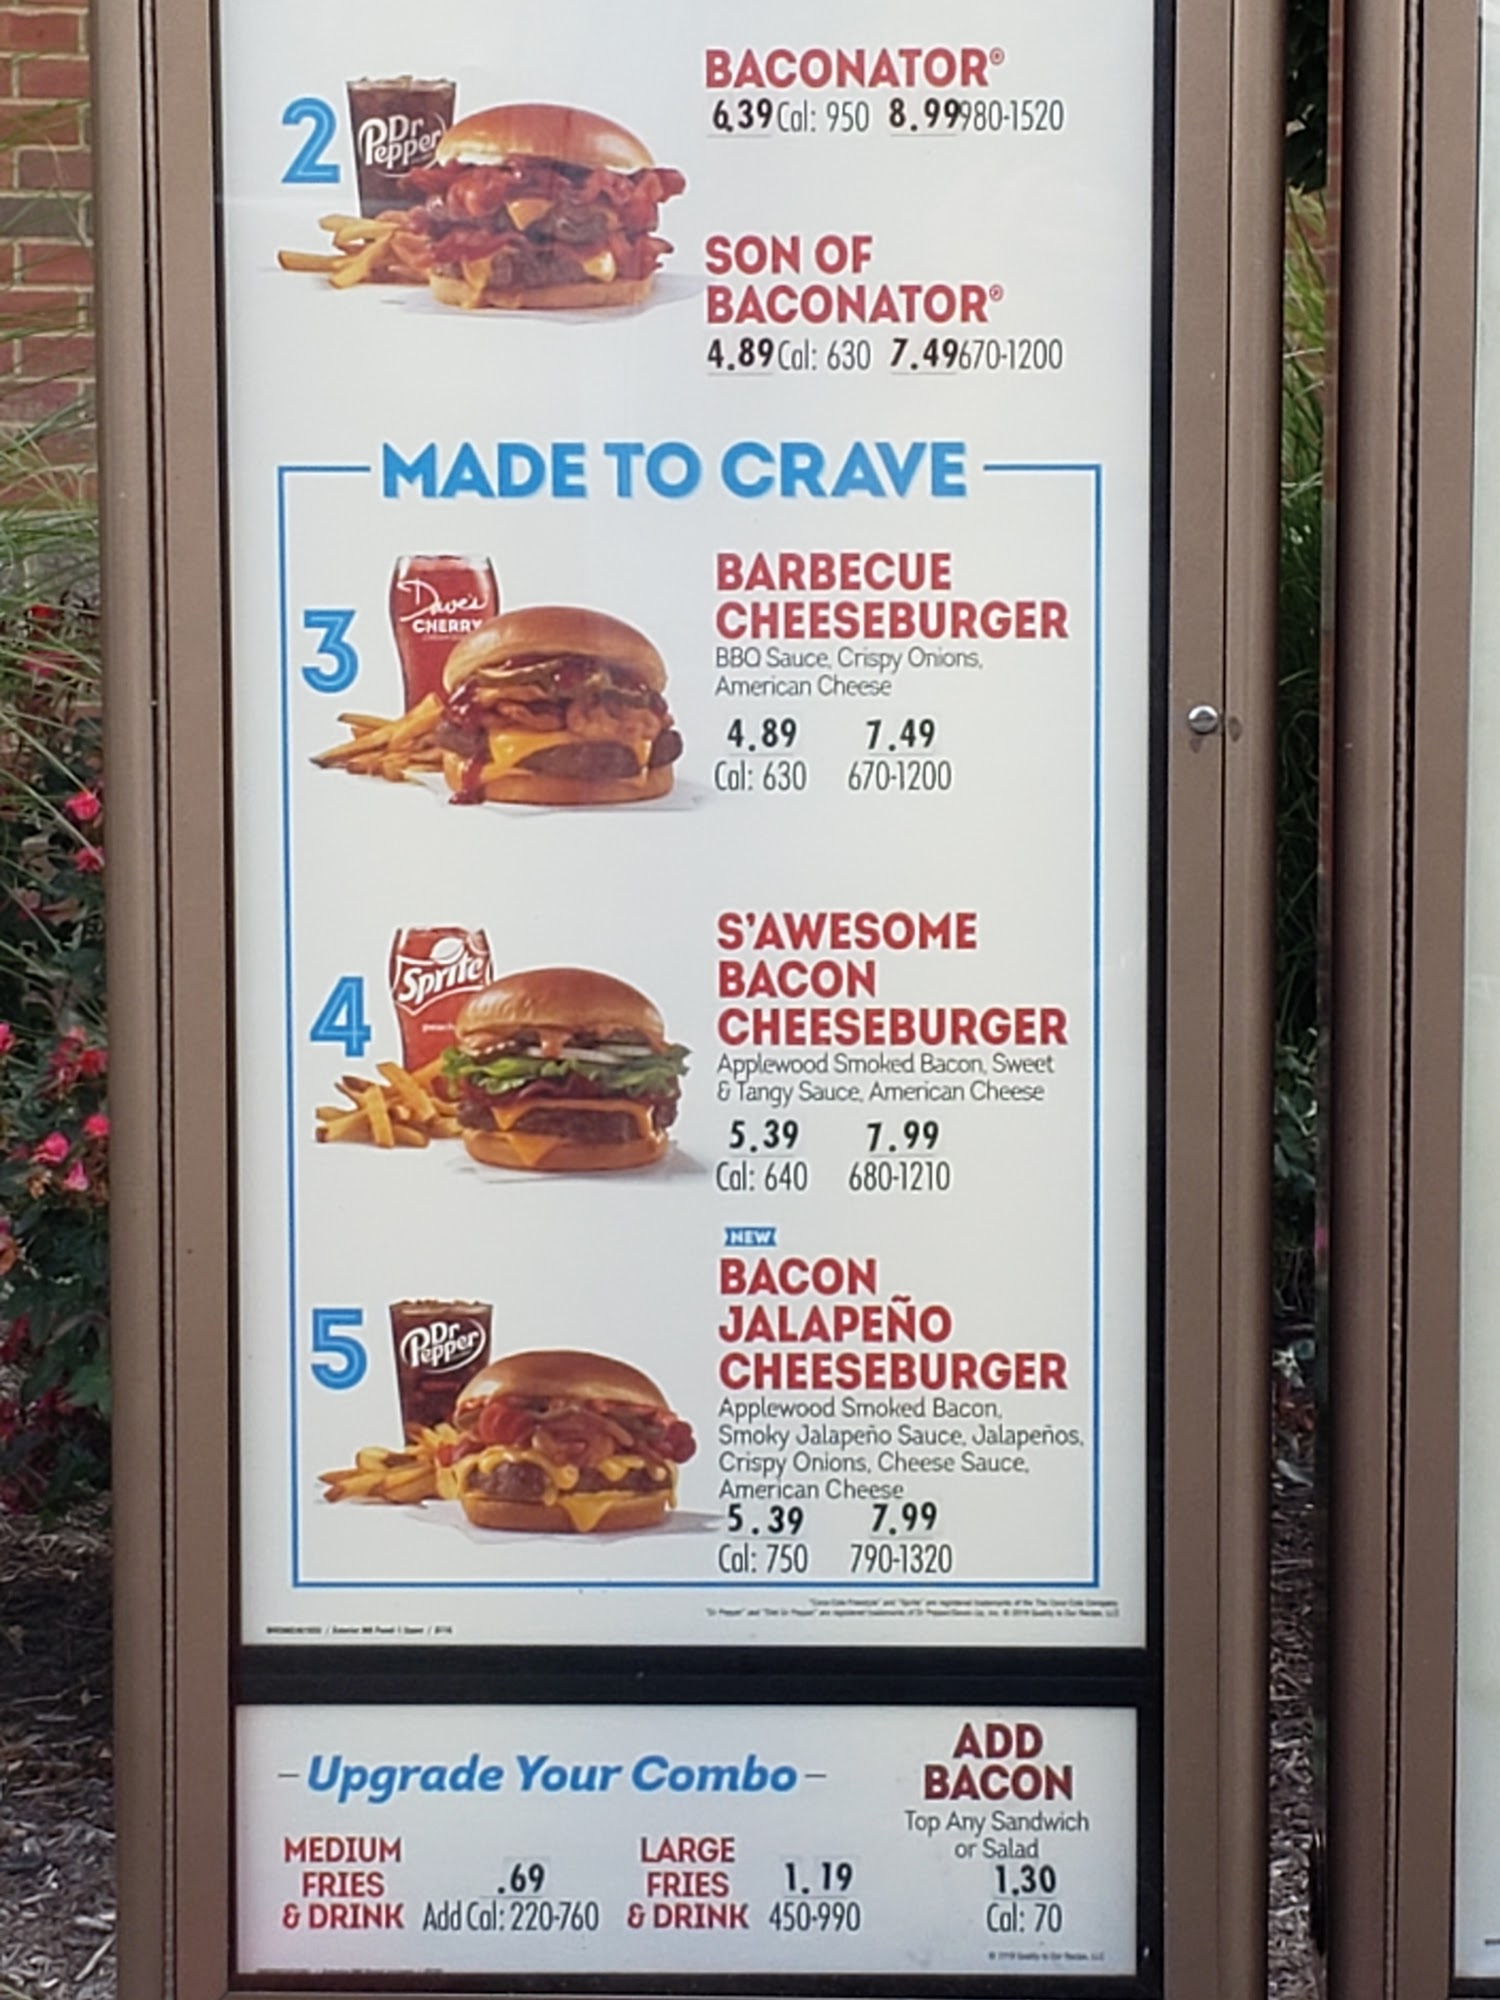 2
Dr Pepper
BACONATOR®
6.39 Cal: 950 8.99 980-1520
SON OF
BACONATOR®
4.89 Cal: 630 7.49 670-1200
MADE TO CRAVE
3
Dave's
CHERRY
BARBECUE
CHEESEBURGER
BBQ Sauce, Crispy Onions,
American Cheese
4.89 7.49
Cal: 630 670-1200
4
Sprite
S'AWESOME
BACON
CHEESEBURGER
Applewood Smoked Bacon, Sweet
& Tangy Sauce, American Cheese
5.39 7.99
Cal: 640 680-1210
NEW
5
Dr Pepper
BACON
JALAPEÑO
CHEESEBURGER
Applewood Smoked Bacon,
Smoky Jalapeño Sauce, Jalapeños,
Crispy Onions, Cheese Sauce,
American Cheese
5.39 7.99
Cal: 750 790-1320
Upgrade Your Combo
MEDIUM
FRIES
& DRINK
.69
Add Cal: 220-760
LARGE
FRIES
& DRINK
1.19
450-990
ADD
BACON
Top Any Sandwich
or Salad
1.30
Cal: 70